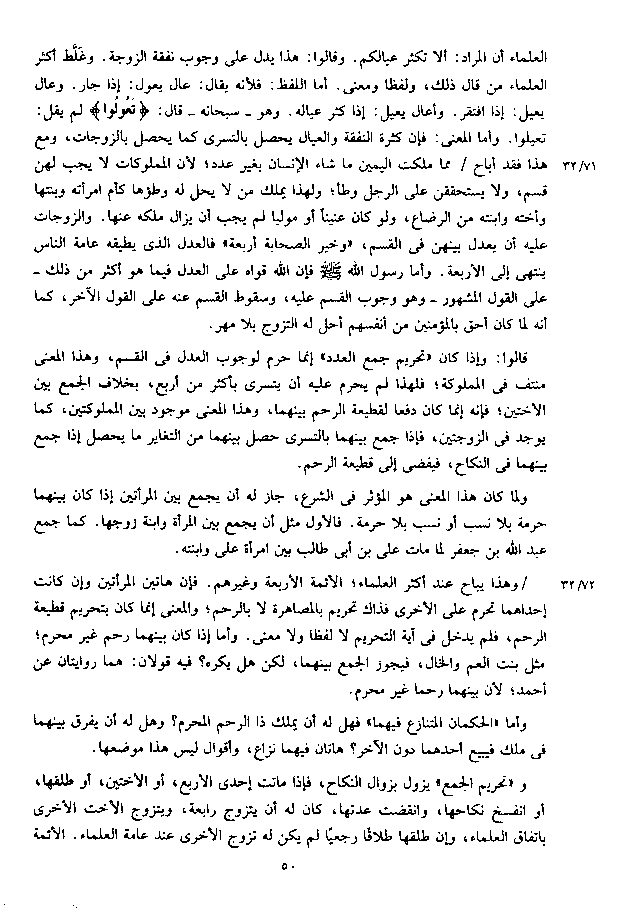 العلماء أن المراد: ألا تكثر عيالكم. وقالوا: هذا يدل على وجوب نفقة الزوجة. وغَلَّط أكثر
العلماء من قال ذلك، ولفظا ومعنى. أما اللفظ: فلأنه يقال: عال يعول: إذا جار. وعال
يعيل: إذا افتقر. وأعال يعيل: إذا كثر عياله. وهو ـ سبحانه ـ قال: ﴿ تَعُولُوا ﴾ لم يقل:
تعيلوا. وأما المعنى: فإن كثرة النفقة والعيال يحصل بالتسرى كما يحصل بالزوجات، ومع
٣٢/٧١ هذا فقد أباح / مما ملكت اليمين ما شاء الإنسان بغير عدد؛ لأن المملوكات لا يجب لهن
قسم، ولا يستحققن على الرجل وطأ؛ ولهذا يملك من لا يحل له وطؤها كأم امرأته وبنتها
وأخته وابنته من الرضاع، ولو كان عنيناً أو موليا لم يجب أن يزال ملكه عنها. والزوجات
عليه أن يعدل بينهن فى القسم، «وخير الصحابة أربعة» فالعدل الذى يطيقه عامة الناس
ينتهى إلى الأربعة. وأما رسول الله ﷺ فإن الله قواه على العدل فيما هو أكثر من ذلك ـ
على القول المشهور ـ وهو وجوب القسم عليه، وسقوط القسم عنه على القول الآخر، كما
أنه لما كان أحق بالمؤمنين من أنفسهم أحل له التزوج بلا مهر.
قالوا: وإذا كان «تحريم جمع العدد» إنما حرم لوجوب العدل فى القسم، وهذا المعنى
منتف فى المملوكة؛ فلهذا لم يحرم عليه أن يتسرى بأكثر من أربع، بخلاف الجمع بين
الأختين؛ فإنه إنما كان دفعا لقطيعة الرحم بينهما، وهذا المعنى موجود بين المملوكتين، كما
يوجد فى الزوجتين، فإذا جمع بينهما بالتسرى حصل بينهما من التغاير ما يحصل إذا جمع
بينهما فى النكاح، فيفضى إلى قطيعة الرحم.
ولما كان هذا المعنى هو المؤثر فى الشرع، جاز له أن يجمع بين المرأتين إذا كان بينهما
حرمة بلا نسب أو نسب بلا حرمة. فالأول مثل أن يجمع بين المرأة وابنة زوجها. كما جمع
عبد الله بن جعفر لما مات على بن أبى طالب بين امرأة على وابنته.
٣٢/٧٢ / وهذا يباح عند أكثر العلماء؛ الأئمة الأربعة وغيرهم. فإن هاتين المرأتين وإن كانت
إحداهما تحرم على الأخرى فذاك تحريم بالمصاهرة لا بالرحم؛ والمعنى إنما كان بتحريم قطيعة
الرحم، فلم يدخل فى آية التحريم لا لفظا ولا معنى. وأما إذا كان بينهما رحم غير محرم؛
مثل بنت العم والخال، فيجوز الجمع بينهما، لكن هل يكره؟ فيه قولان: هما روايتان عن
أحمد؛ لأن بينهما رحما غير محرم.
وأما «الحكمان المتنازع فيهما» فهل له أن يملك ذا الرحم المحرم؟ وهل له أن يفرق بينهما
فى ملك فيبيع أحدهما دون الآخر؟ هاتان فيهما نزاع، وأقوال ليس هذا موضعها.
و «تحريم الجمع» يزول بزوال النكاح، فإذا ماتت إحدى الأربع، أو الأختين، أو طلقها،
أو انفسخ نكاحها، وانقضت عدتها، كان له أن يتزوج رابعة، ويتزوج الأخت الأخرى
باتفاق العلماء، وإن طلقها طلاقًا رجعيًا لم يكن له تزوج الأخرى عند عامة العلماء. الأئمة
٥٠